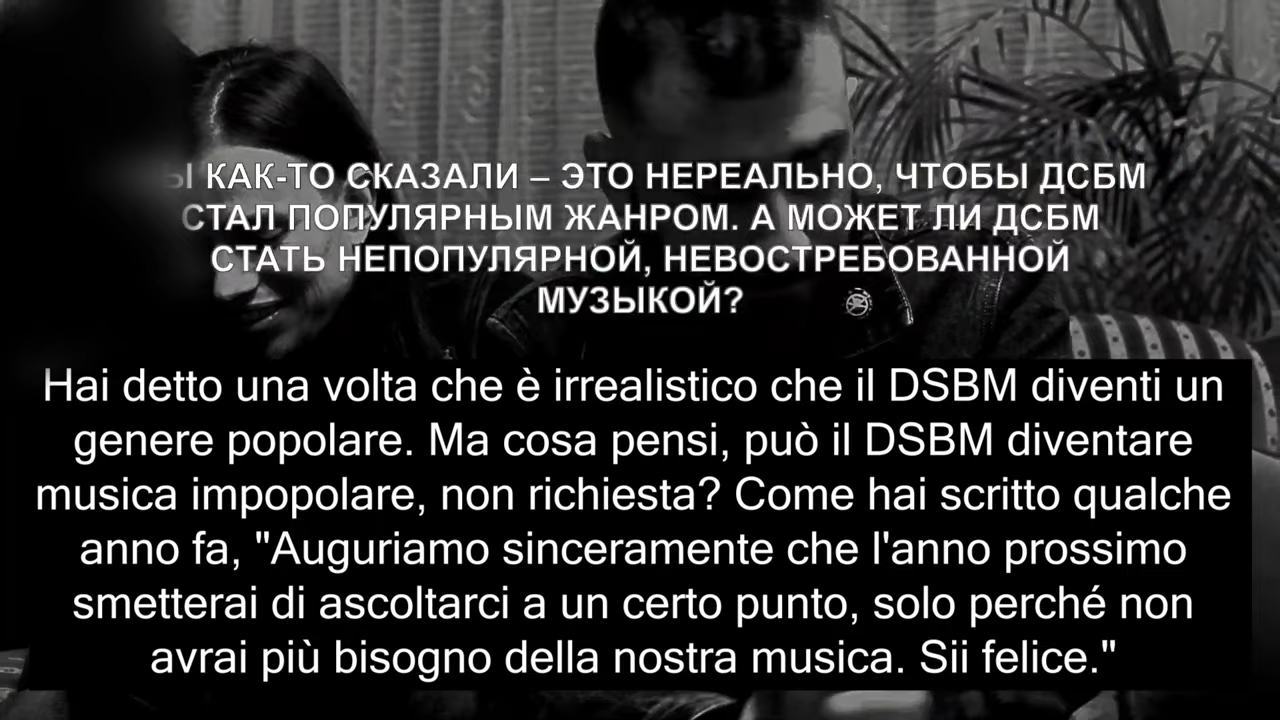 КАК-ТО СКАЗАЛИ – ЭТО НЕРЕАЛЬНО, ЧТОБЫ ДСБМ
СТАЛ ПОПУЛЯРНЫМ ЖАНРОМ. А МОЖЕТ ЛИ ДСБМ
СТАТЬ НЕПОПУЛЯРНОЙ, НЕВОСТРЕБОВАННОЙ
МУЗЫКОЙ?
Hai detto una volta che è irrealistico che il DSBM diventi un
genere popolare. Ma cosa pensi, può il DSBM diventare
musica impopolare, non richiesta? Come hai scritto qualche
anno fa, "Auguriamo sinceramente che l'anno prossimo
smetterai di ascoltarci a un certo punto, solo perché non
avrai più bisogno della nostra musica. Sii felice."